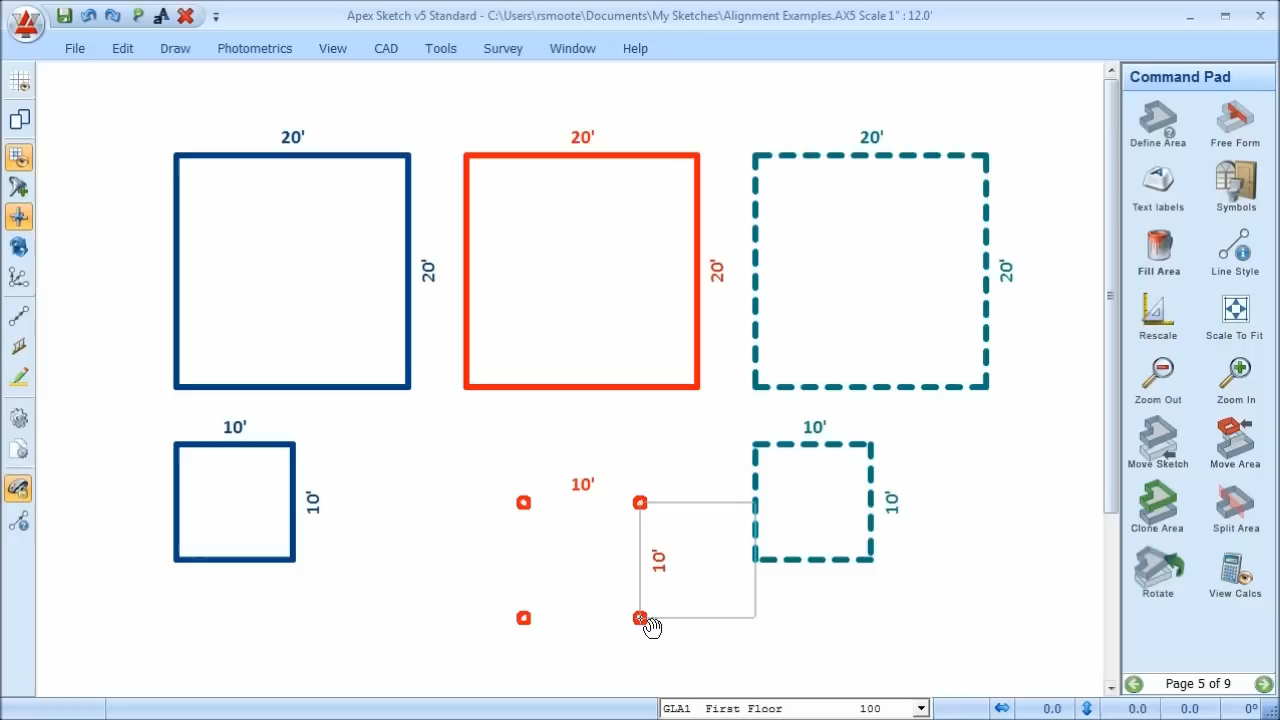 Apex Sketch v5 Standard - C:\Users\rsmoote\Documents\My Sketches\Alignment Examples.AX5 Scale 1" : 12.0'
File Edit Draw Photometrics View CAD Tools Survey Window Help
Command Pad
Define Area Free Form
Text labels Symbols
Fill Area Line Style
Rescale Scale To Fit
Zoom Out Zoom In
Move Sketch Move Area
Clone Area Split Area
Rotate View Calcs
Page 5 of 9
20' 20' 20'
20' 20' 20'
10' 10'
10' 10' 10'
10'
GLA1 First Floor 100
0.0 0.0 0.0 0°